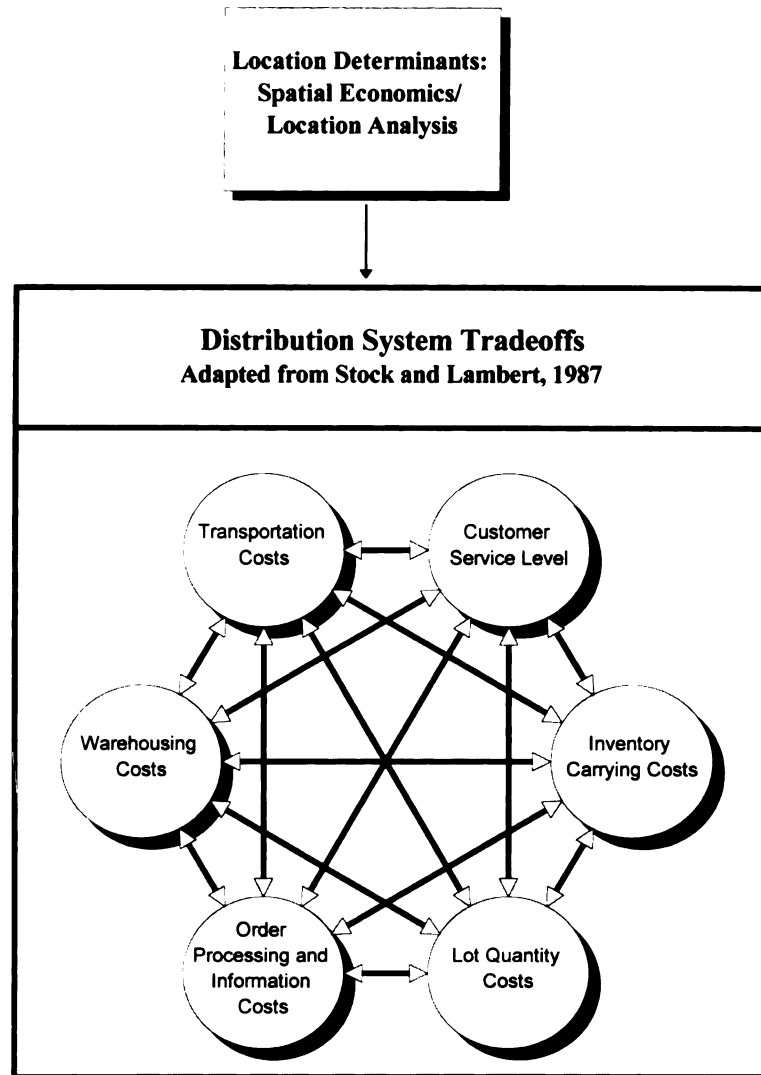 Location Determinants:
Spatial Economics/
Location Analysis
Distribution System Tradeoffs
Adapted from Stock and Lambert, 1987
Transportation
Costs
Customer
Service Level
Warehousing
Costs
Inventory
Carrying Costs
Order
Processing and
Information
Costs
Lot Quantity
Costs